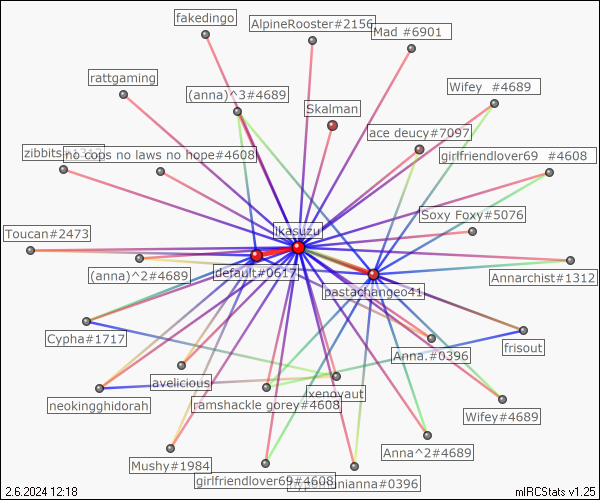 fakedingo
AlpineRooster#2156
Mad #6901
rattgaming
(anna)^3#4689
Wifey #4689
Skalman
ace deucy#7097
zibbits
no cops no laws no hope#4608
girlfriendlover69 #4608
Soxy Foxy#5076
ikasuzu
Toucan#2473
(anna)^2#4689
default#0617
Annarchist#1312
pastachangeo41
Cypha#1717
Anna.#0396
frisout
avelicious
xenovaut
neokingghidorah
ramshackle gorey#4608
Wifey#4689
Anna^2#4689
Mushy#1984
girlfriendlover69#4608
anna#0396
2.6.2024 12:18
mIRCStats v1.25